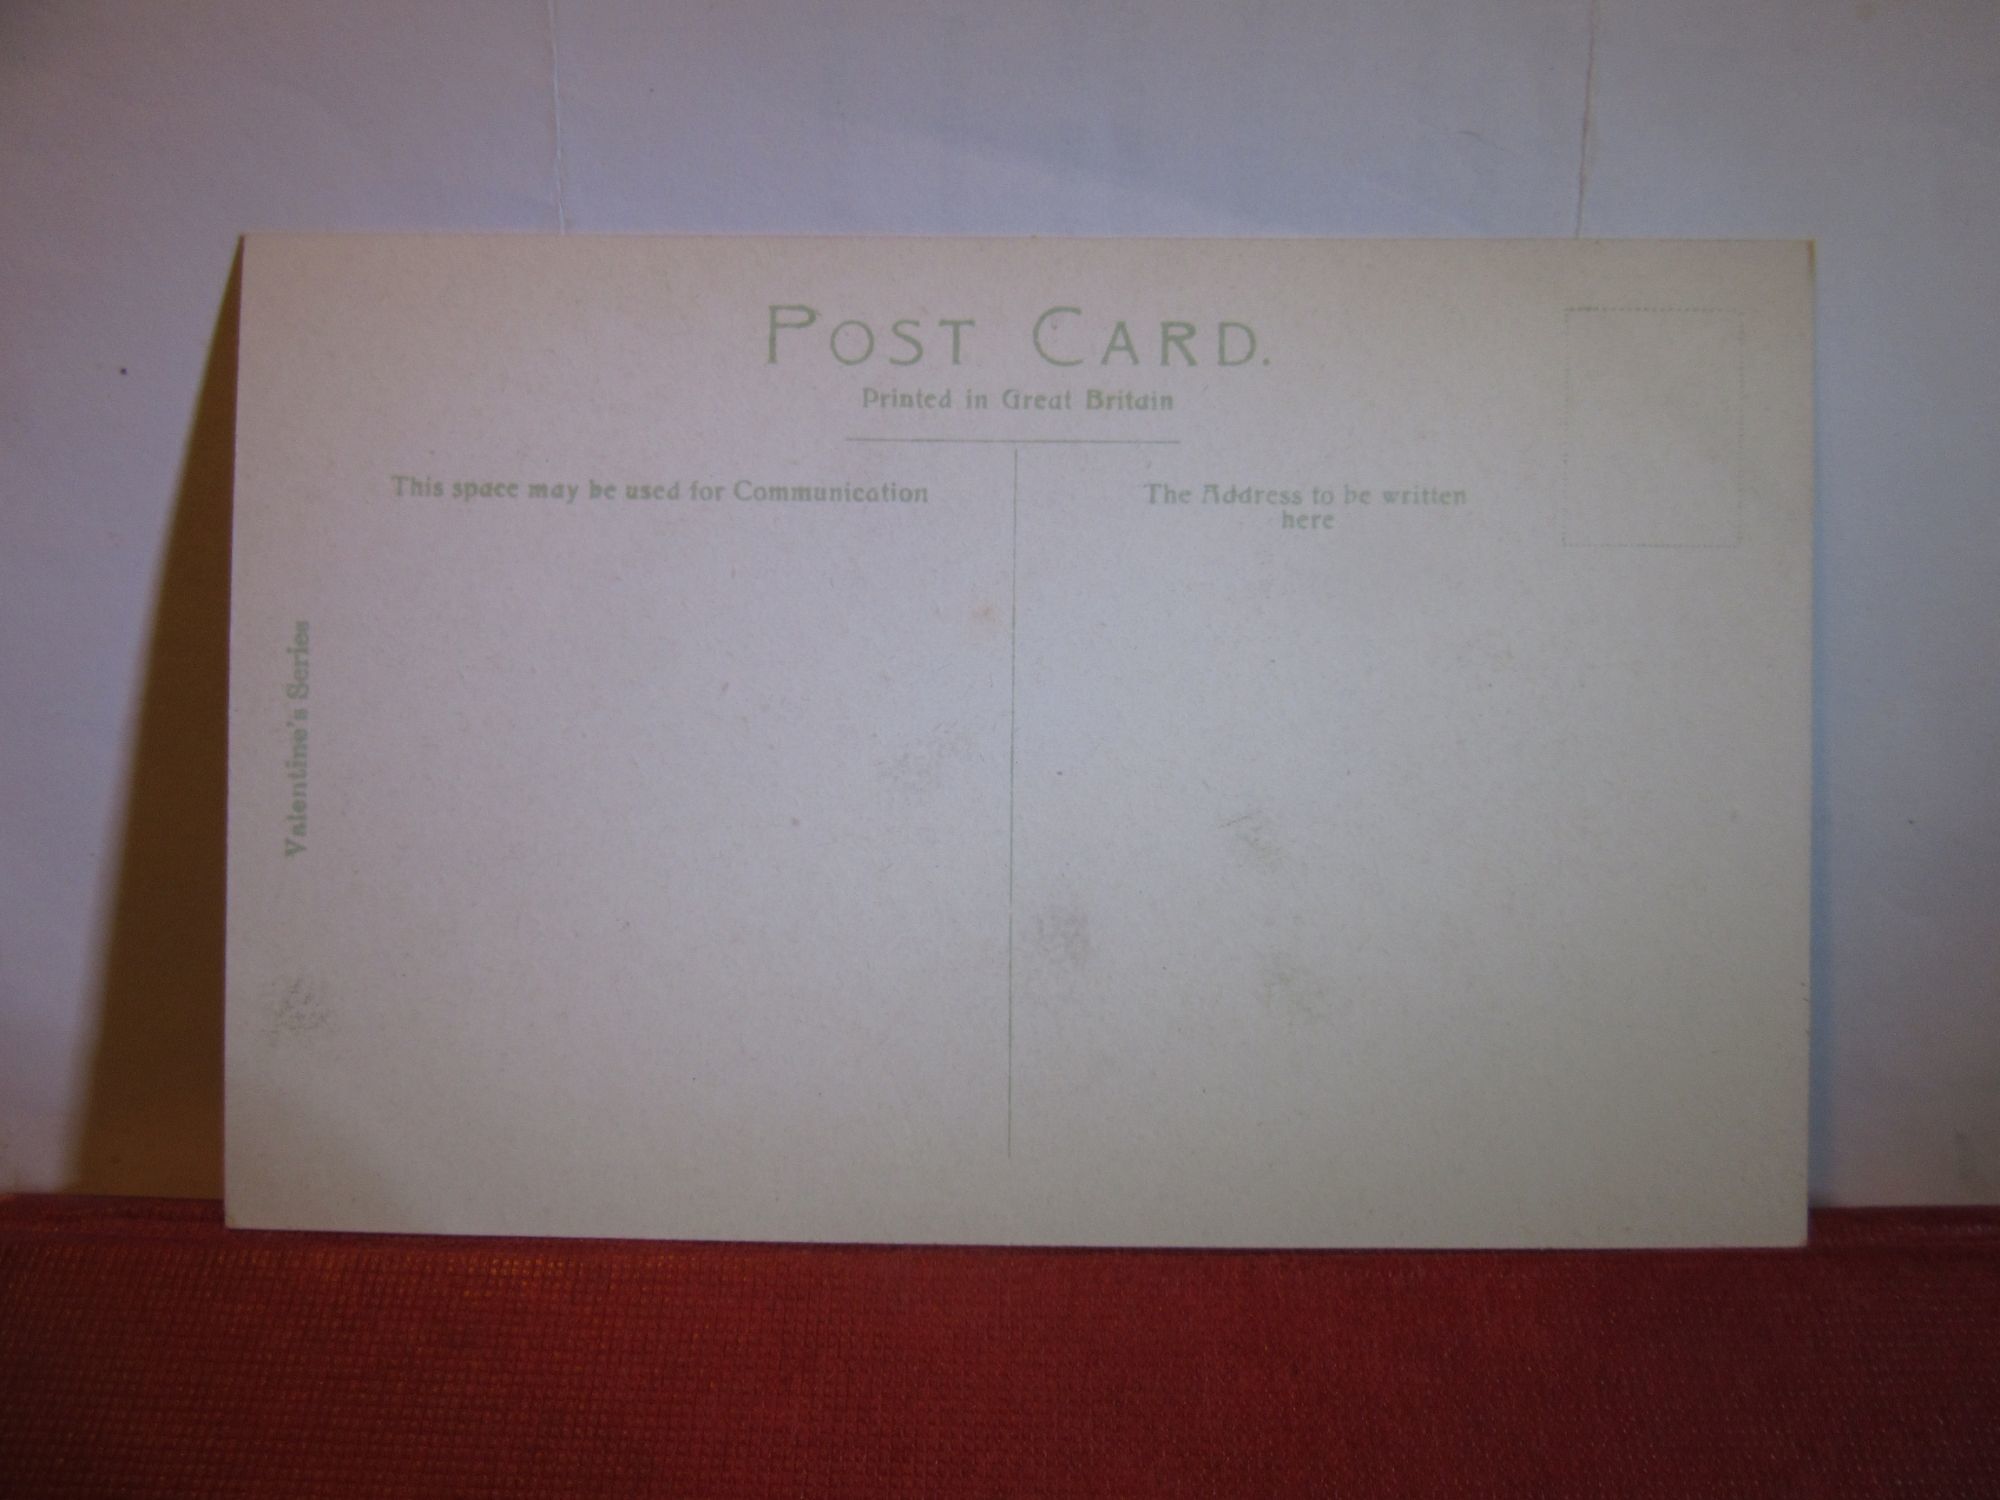 POST CARD.
Printed in Great Britain
This space may be used for Communication
The Address to be written
here
Valentine's Series